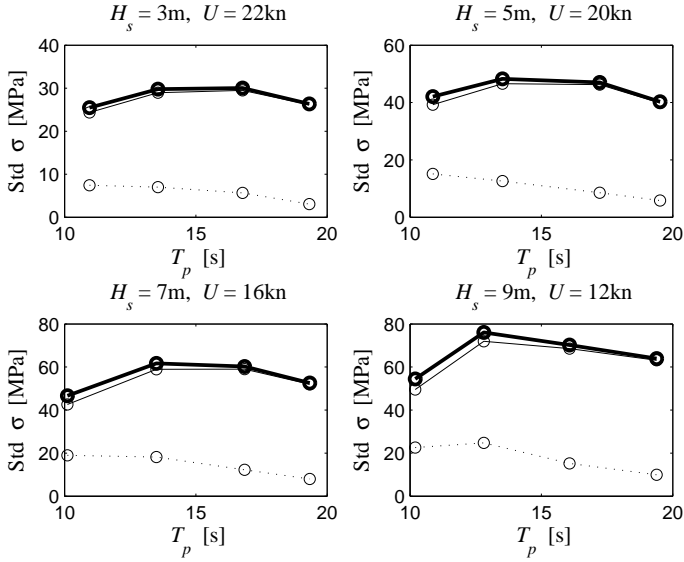 H_s = 3m, U = 22kn
Std σ [MPa]
40
30
20
10
0
10 15 20
T_p [s]
H_s = 5m, U = 20kn
Std σ [MPa]
60
40
20
0
10 15 20
T_p [s]
H_s = 7m, U = 16kn
Std σ [MPa]
80
60
40
20
0
10 15 20
T_p [s]
H_s = 9m, U = 12kn
Std σ [MPa]
80
60
40
20
0
10 15 20
T_p [s]